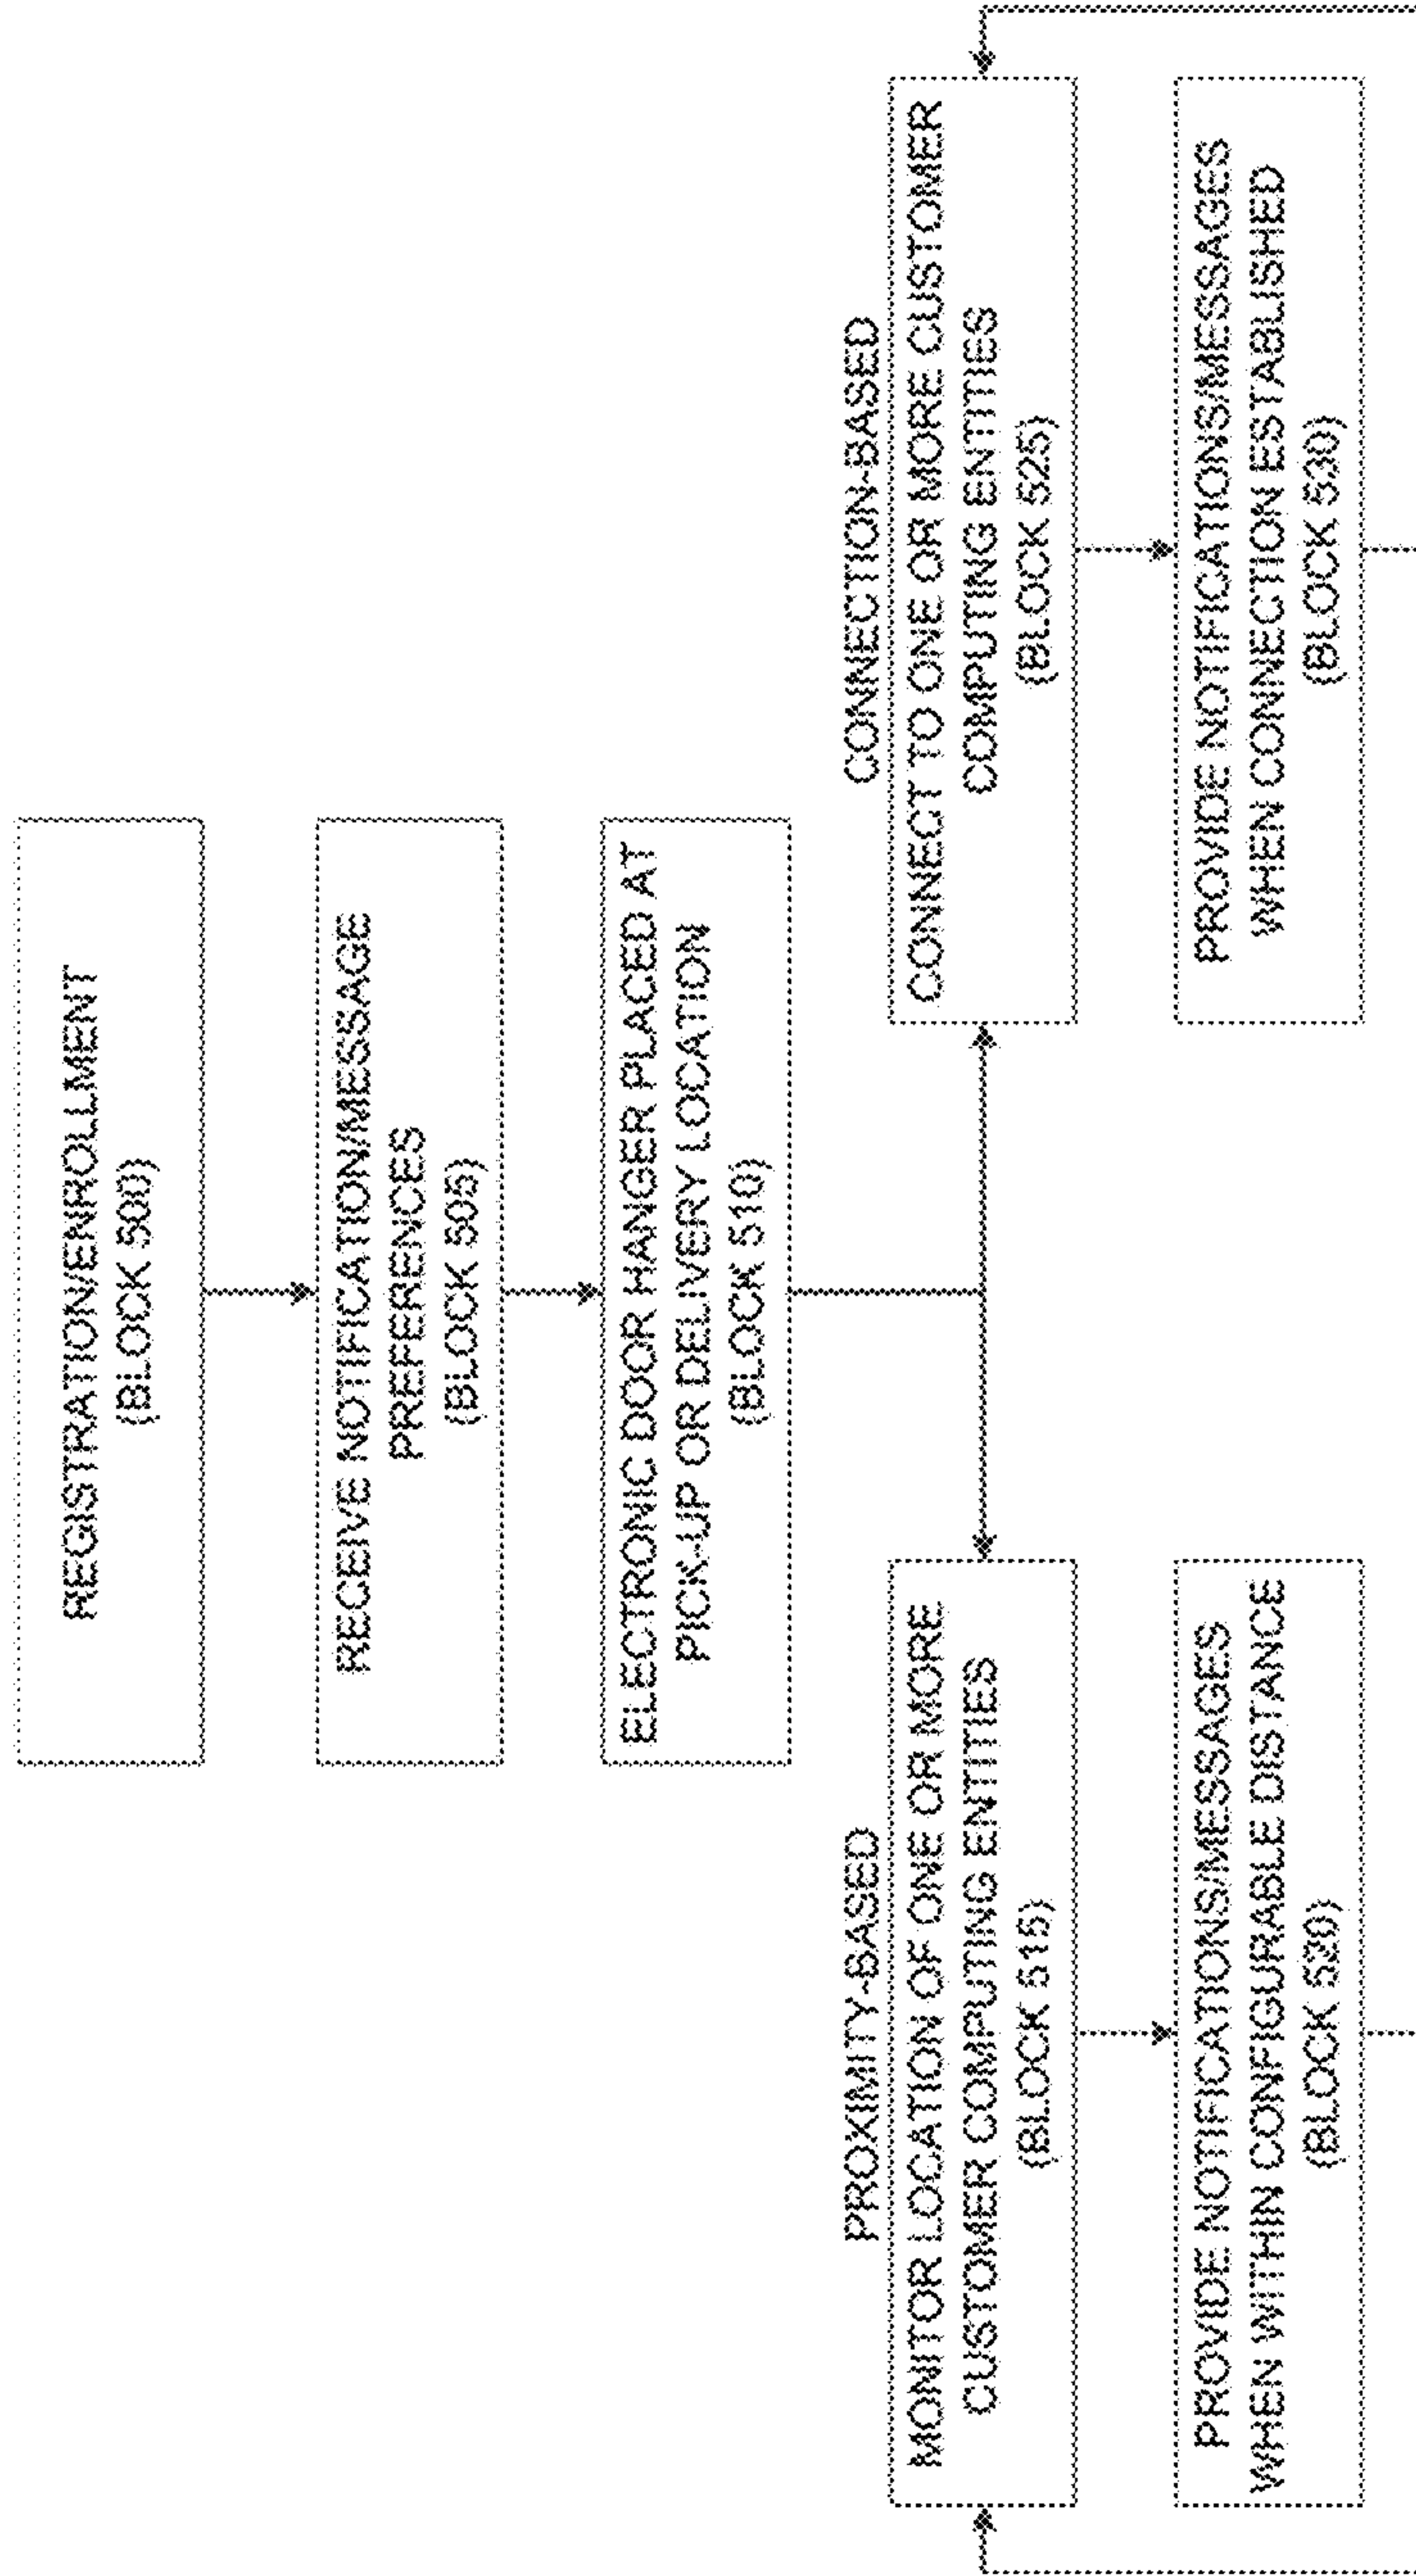 REGISTRATION/ENROLLMENT
(BLOCK 500)
RECEIVE NOTIFICATION/MESSAGE
PREFERENCES
(BLOCK 505)
ELECTRONIC DOOR HANGER PLACED AT
PICK-UP OR DELIVERY LOCATION
(BLOCK 510)
PROXIMITY-BASED
MONITOR LOCATION OF ONE OR MORE
CUSTOMER COMPUTING ENTITIES
(BLOCK 515)
PROVIDE NOTIFICATIONS/MESSAGES
WHEN WITHIN CONFIGURABLE DISTANCE
(BLOCK 520)
CONNECTION-BASED
CONNECT TO ONE OR MORE CUSTOMER
COMPUTING ENTITIES
(BLOCK 525)
PROVIDE NOTIFICATIONS/MESSAGES
WHEN CONNECTION ESTABLISHED
(BLOCK 530)